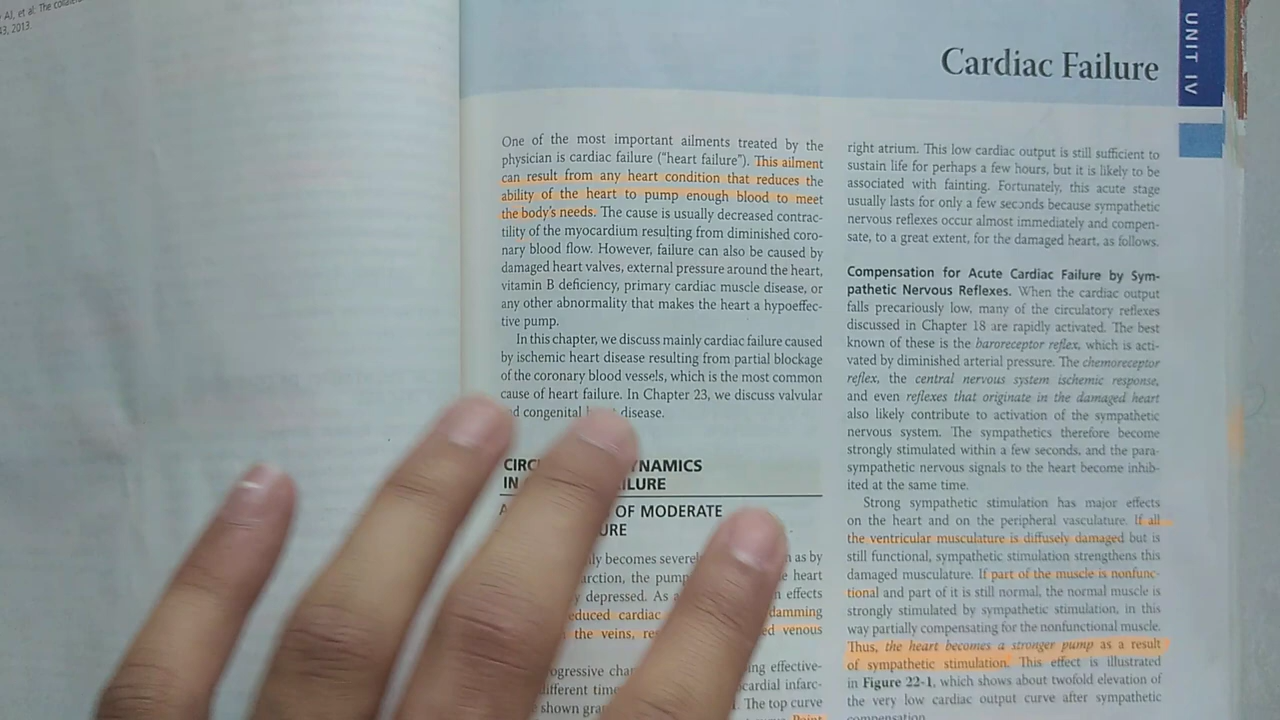 AI, et al: The
43, 2013.
UNIT IV
Cardiac Failure
One of the most important ailments treated by the
physician is cardiac failure (“heart failure”). This ailment
can result from any heart condition that reduces the
ability of the heart to pump enough blood to meet
the body’s needs. The cause is usually decreased contrac-
tility of the myocardium resulting from diminished coro-
nary blood flow. However, failure can also be caused by
damaged heart valves, external pressure around the heart,
vitamin B deficiency, primary cardiac muscle disease, or
any other abnormality that makes the heart a hypoeffec-
tive pump.
In this chapter, we discuss mainly cardiac failure caused
by ischemic heart disease resulting from partial blockage
of the coronary blood vessels, which is the most common
cause of heart failure. In Chapter 23, we discuss valvular
congenital disease.
CIRC YNAMICS
IN ILURE
OF MODERATE
URE
ly becomes severel as by
arction, the pump e heart
y depressed. As a effects
educed cardiac damming
the veins, re ed venous
ogressive cha ing effective-
ifferent time cardial infarc-
shown gra The top curve
Point
right atrium. This low cardiac output is still sufficient to
sustain life for perhaps a few hours, but it is likely to be
associated with fainting. Fortunately, this acute stage
usually lasts for only a few seconds because sympathetic
nervous reflexes occur almost immediately and compen-
sate, to a great extent, for the damaged heart, as follows.
Compensation for Acute Cardiac Failure by Sym-
pathetic Nervous Reflexes. When the cardiac output
falls precariously low, many of the circulatory reflexes
discussed in Chapter 18 are rapidly activated. The best
known of these is the baroreceptor reflex, which is acti-
vated by diminished arterial pressure. The chemoreceptor
reflex, the central nervous system ischemic response,
and even reflexes that originate in the damaged heart
also likely contribute to activation of the sympathetic
nervous system. The sympathetics therefore become
strongly stimulated within a few seconds, and the para-
sympathetic nervous signals to the heart become inhib-
ited at the same time.
Strong sympathetic stimulation has major effects
on the heart and on the peripheral vasculature. If all
the ventricular musculature is diffusely damaged but is
still functional, sympathetic stimulation strengthens this
damaged musculature. If part of the muscle is nonfunc-
tional and part of it is still normal, the normal muscle is
strongly stimulated by sympathetic stimulation, in this
way partially compensating for the nonfunctional muscle.
Thus, the heart becomes a stronger pump as a result
of sympathetic stimulation. This effect is illustrated
in Figure 22-1, which shows about twofold elevation of
the very low cardiac output curve after sympathetic
compensation.